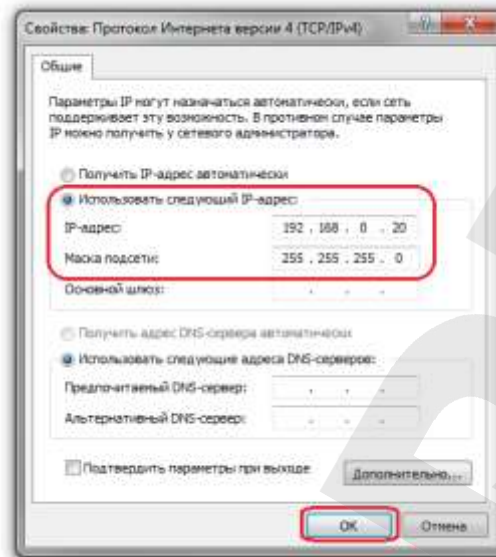 Свойства: Протокол Интернета версии 4 (TCP/IPv4)
Общие
Параметры IP могут назначаться автоматически, если сеть
поддерживает эту возможность. В противном случае параметры
IP можно получить у сетевого администратора.
Получить IP-адрес автоматически
Использовать следующий IP-адрес:
IP-адрес: 192 . 168 . 0 . 20
Маска подсети: 255 . 255 . 255 . 0
Основной шлюз: . . .
Получить адрес DNS-сервера автоматически
Использовать следующие адреса DNS-серверов:
Предпочитаемый DNS-сервер: . . .
Альтернативный DNS-сервер: . . .
Подтвердить параметры при выходе
Дополнительно...
ОК
Отмена